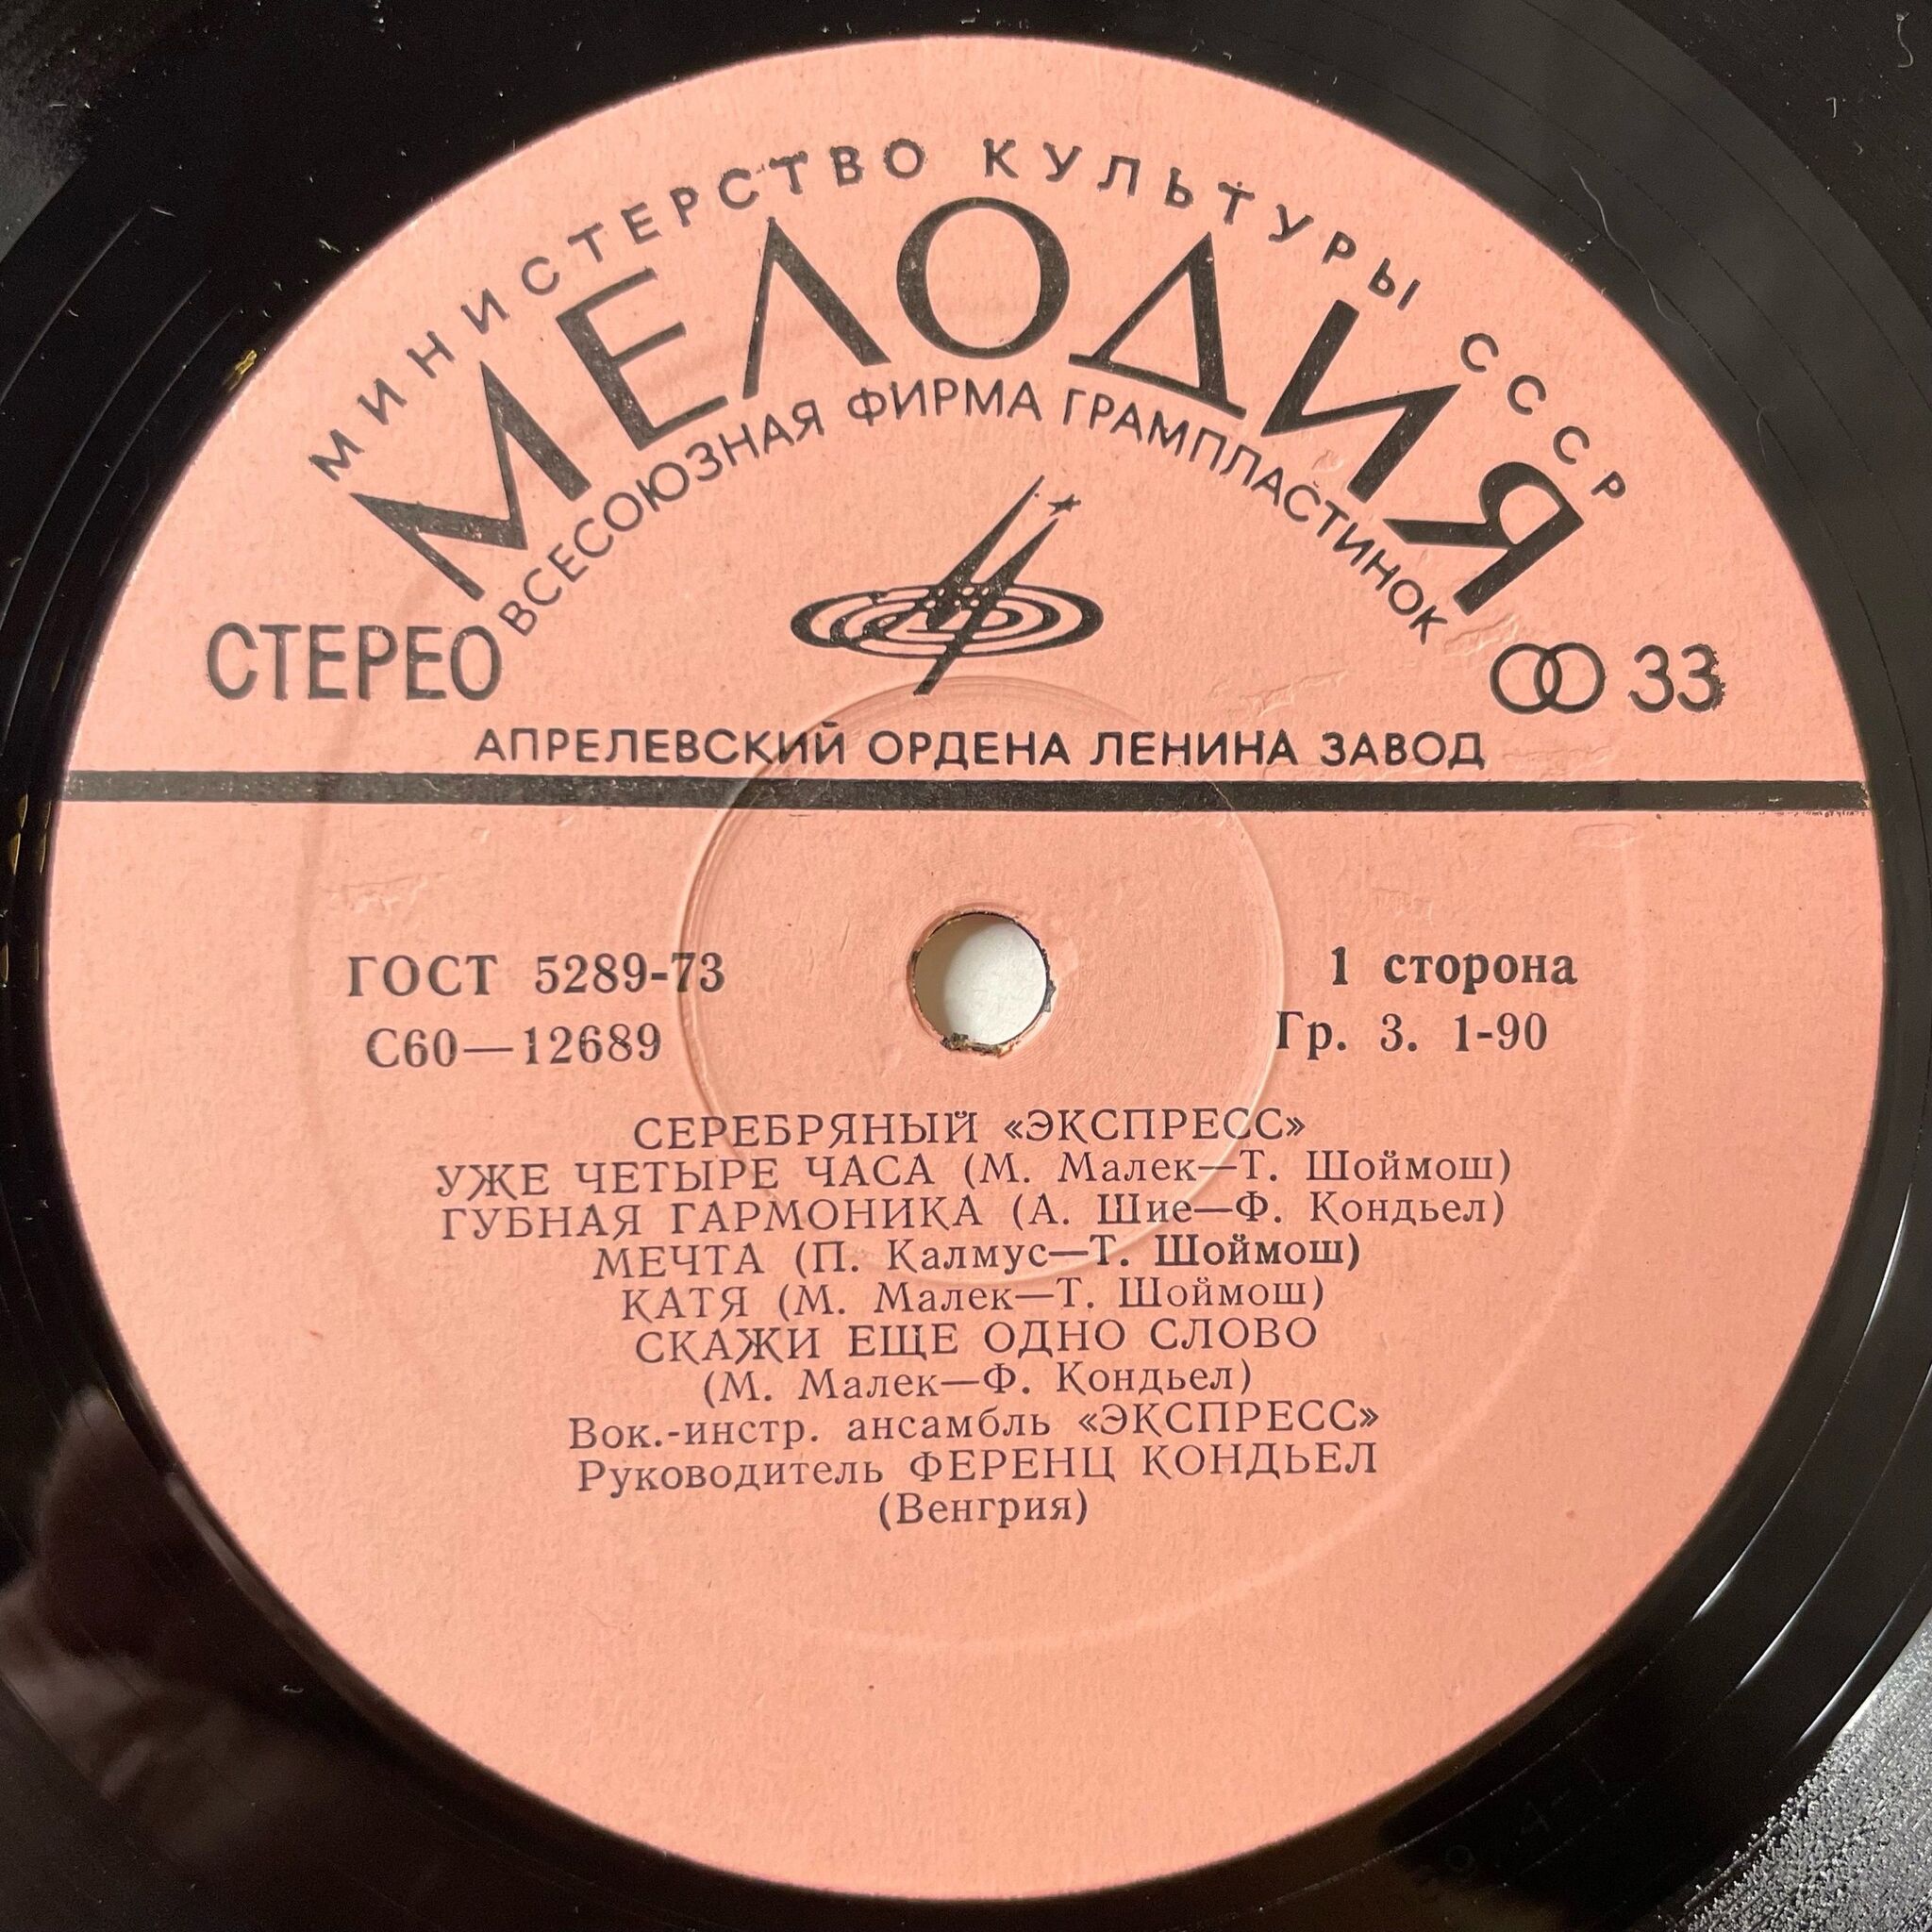 МИНИСТЕРСТВО КУЛЬТУРЫ СССР
МЕЛОДИЯ
ВСЕСОЮЗНАЯ ФИРМА ГРАМПЛАСТИНОК
СТЕРЕО
33
АПРЕЛЕВСКИЙ ОРДЕНА ЛЕНИНА ЗАВОД
ГОСТ 5289-73
1 сторона
С60—12689
Гр. 3. 1-90
СЕРЕБРЯНЫЙ «ЭКСПРЕСС»
УЖЕ ЧЕТЫРЕ ЧАСА (М. Малек—Т. Шоймош)
ГУБНАЯ ГАРМОНИКА (А. Шие—Ф. Кондьел)
МЕЧТА (П. Калмус—Т. Шоймош)
КАТЯ (М. Малек—Т. Шоймош)
СКАЖИ ЕЩЕ ОДНО СЛОВО
(М. Малек—Ф. Кондьел)
Вок.-инстр. ансамбль «ЭКСПРЕСС»
Руководитель ФЕРЕНЦ КОНДЬЕЛ
(Венгрия)